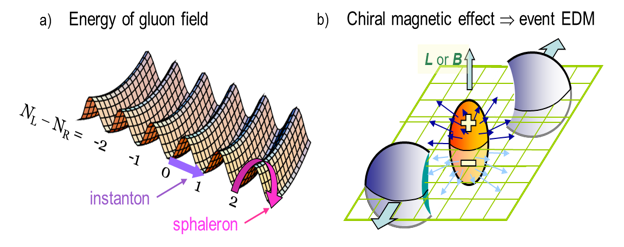 a) Energy of gluon field
N_L – N_R = -2 -1 0 1 2
instanton
sphaleron
b) Chiral magnetic effect ⇒ event EDM
L or B
+
–